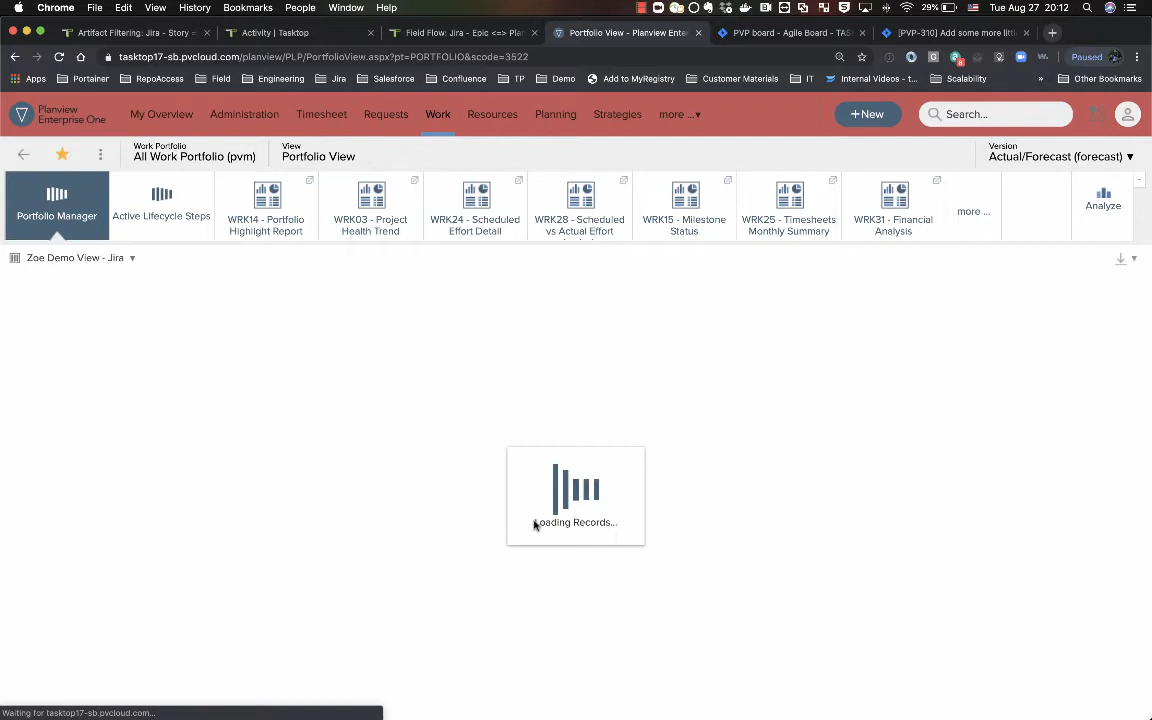 Chrome File Edit View History Bookmarks People Window Help 29% Tue Aug 27 20:12
Artifact Filtering: Jira - Story = Activity | Tasktop Field Flow: Jira - Epic <=> Plan Portfolio View - Planview Enter PVP board - Agile Board - TAS [PVP-310] Add some more littl
tasktop17-sb.pvcloud.com/planview/PLP/PortfolioView.aspx?pt=PORTFOLIO&scode=3522 Paused
Apps Portainer RepoAccess Field Engineering Jira Salesforce Confluence TP Demo Add to MyRegistry Customer Materials IT Internal Videos - t... Scalability » Other Bookmarks
Planview
Enterprise One
My Overview Administration Timesheet Requests Work Resources Planning Strategies more ...▾ +New Search...
Work Portfolio
All Work Portfolio (pvm)
View
Portfolio View
Version
Actual/Forecast (forecast) ▾
Portfolio Manager
Active Lifecycle Steps
WRK14 - Portfolio
Highlight Report
WRK03 - Project
Health Trend
WRK24 - Scheduled
Effort Detail
WRK28 - Scheduled
vs Actual Effort
WRK15 - Milestone
Status
WRK25 - Timesheets
Monthly Summary
WRK31 - Financial
Analysis
more ...
Analyze
Zoe Demo View - Jira ▾
Loading Records...
Waiting for tasktop17-sb.pvcloud.com...